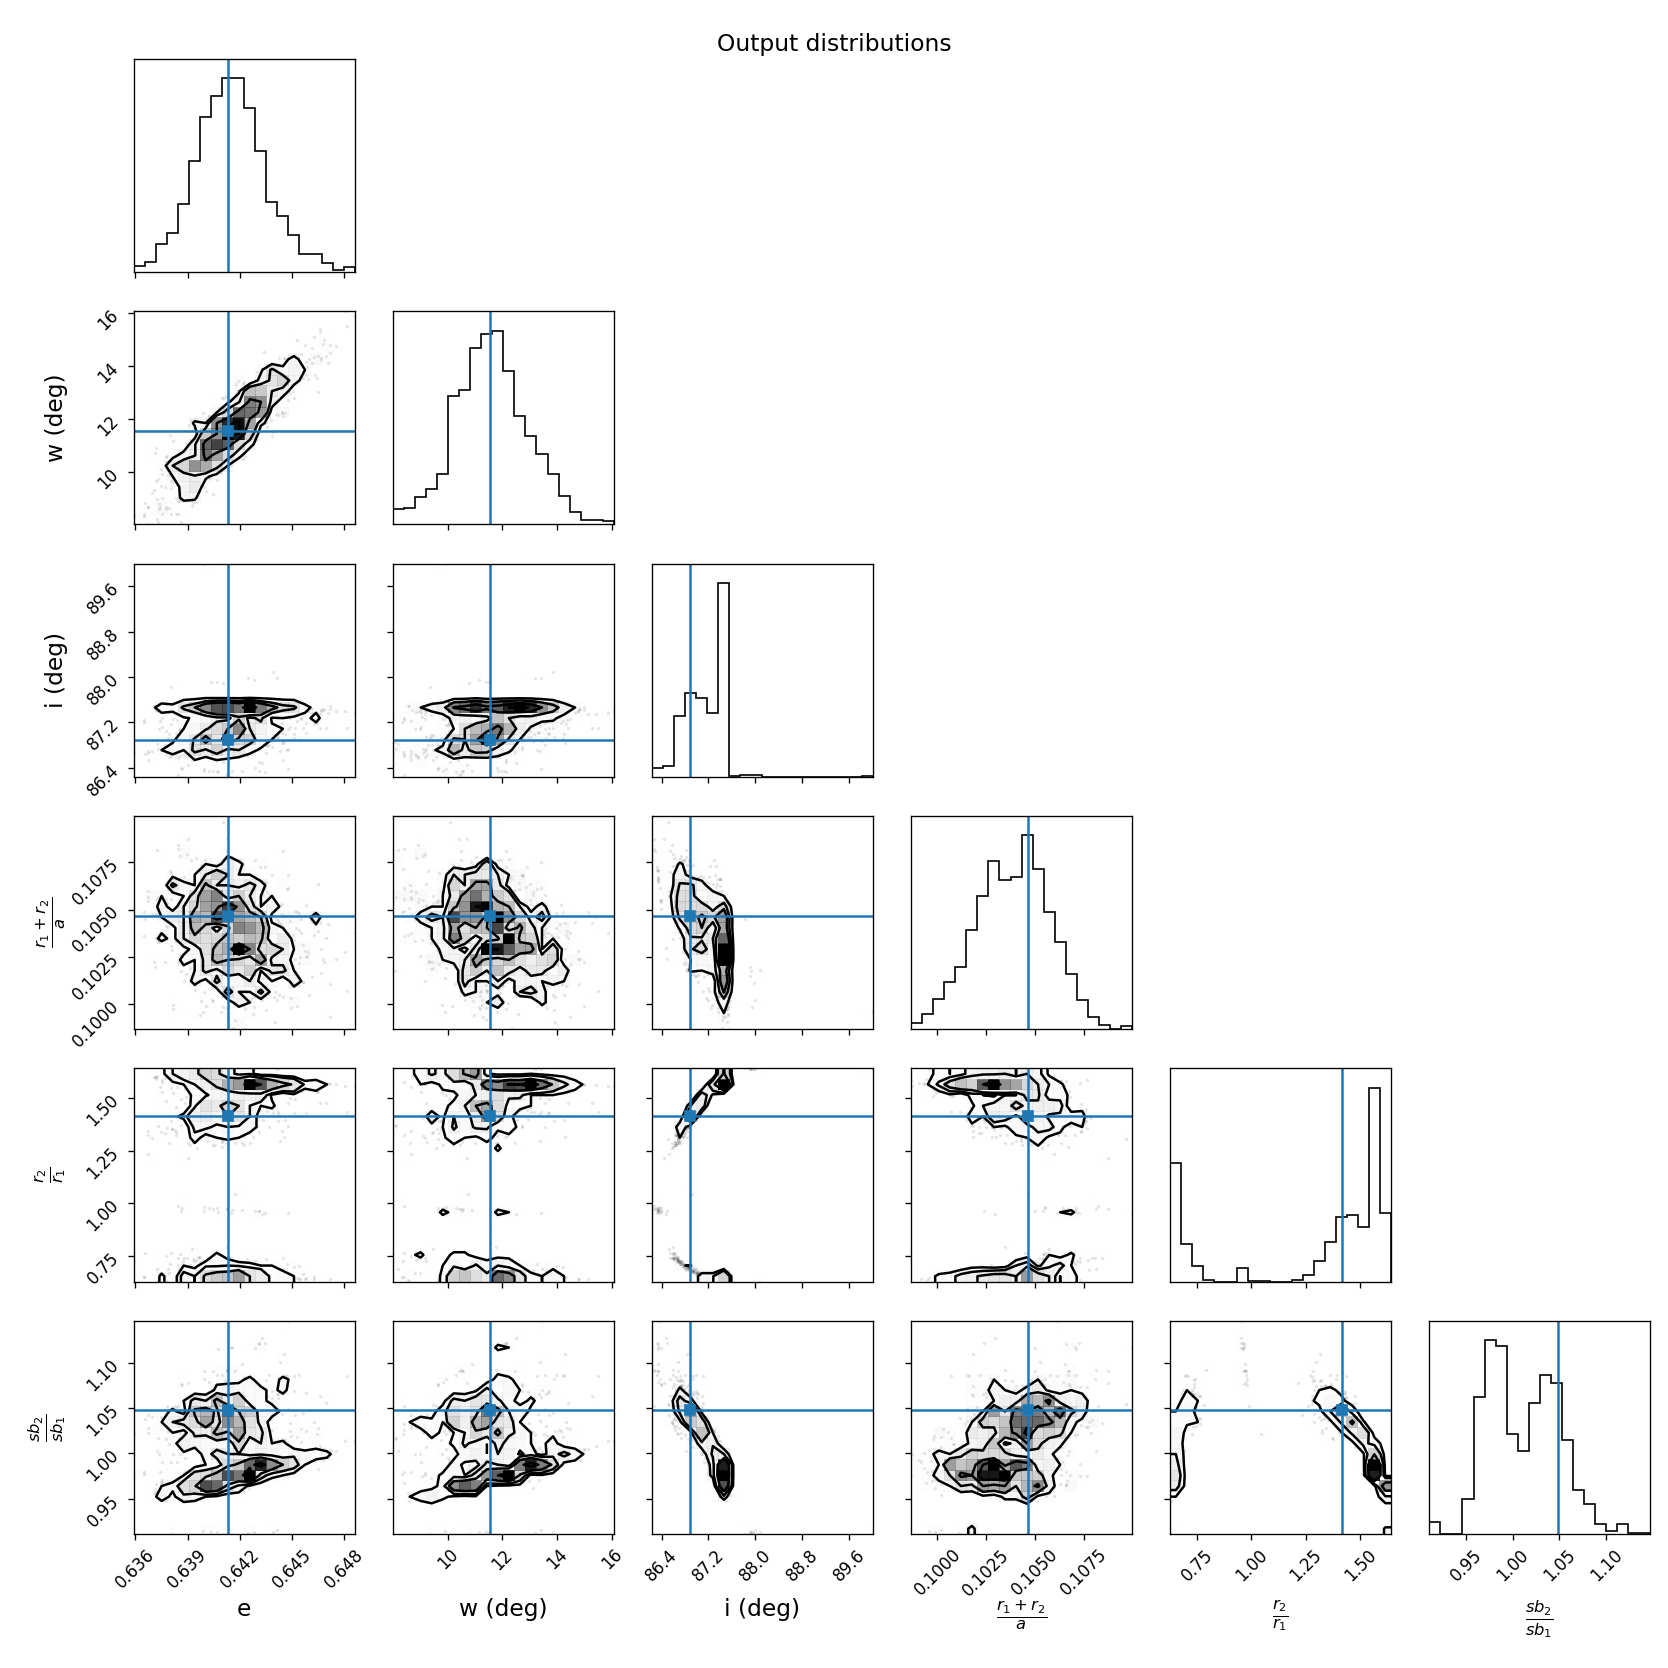 Output distributions
16
14
12
10
w (deg)
89.6
88.8
88.0
87.2
86.4
i (deg)
0.1075
0.1050
0.1025
0.1000
r₁ + r₂
a
1.50
1.25
1.00
0.75
r₂
r₁
1.10
1.05
1.00
0.95
sb₂
sb₁
0.636 0.639 0.642 0.645 0.648
10 12 14 16
86.4 87.2 88.0 88.8 89.6
0.1000 0.1025 0.1050 0.1075
0.75 1.00 1.25 1.50
0.95 1.00 1.05 1.10
e
w (deg)
i (deg)
r₁ + r₂
a
r₂
r₁
sb₂
sb₁